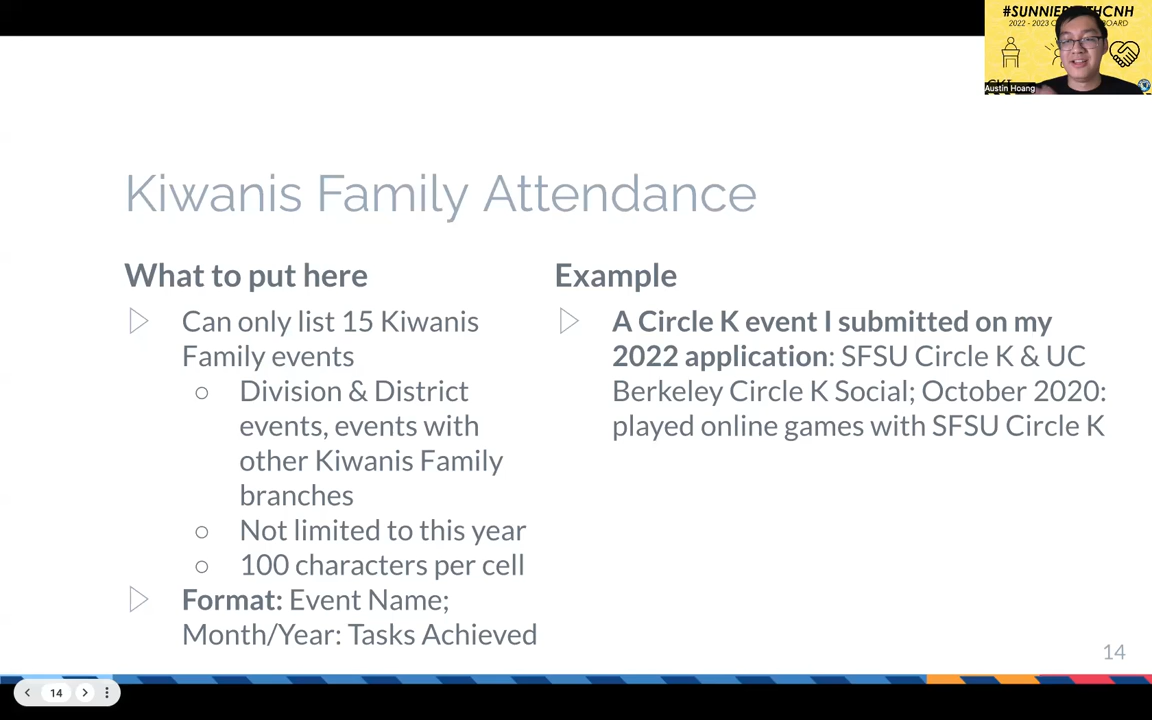 #SUNNIER WITHCNH
2022 - 2023 BOARD
Austin Hoang
Kiwanis Family Attendance
What to put here
Can only list 15 Kiwanis
Family events
Division & District
events, events with
other Kiwanis Family
branches
Not limited to this year
100 characters per cell
Format: Event Name;
Month/Year: Tasks Achieved
Example
A Circle K event I submitted on my
2022 application: SFSU Circle K & UC
Berkeley Circle K Social; October 2020:
played online games with SFSU Circle K
14
14